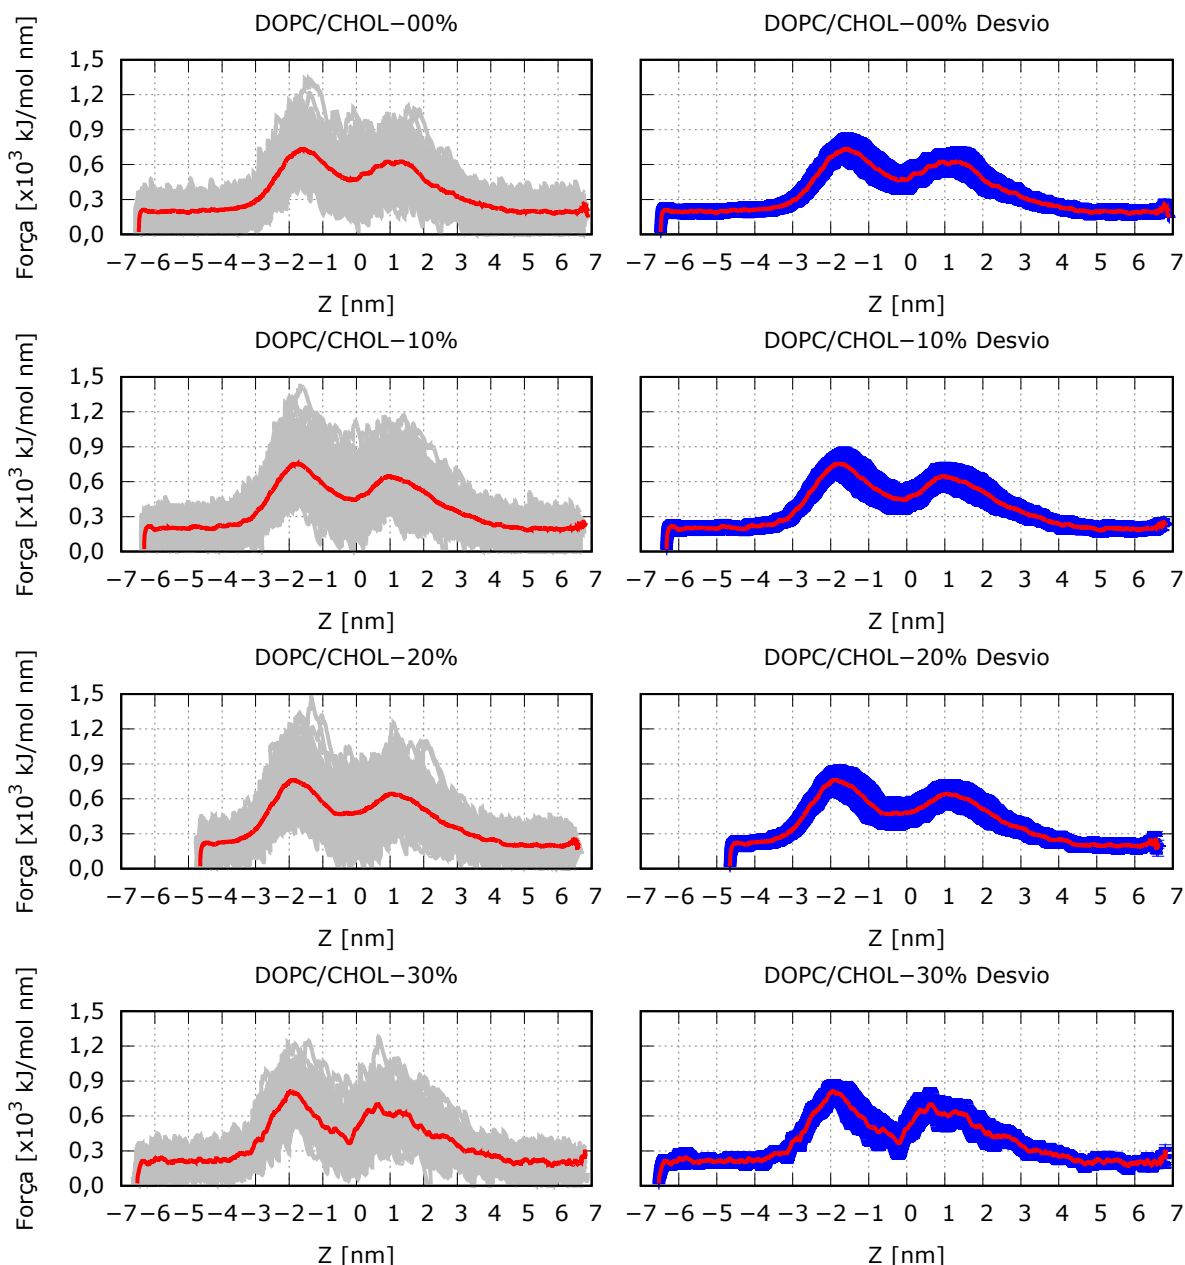 DOPC/CHOL−00%
DOPC/CHOL−00% Desvio
Força [x10³ kJ/mol nm]
1,5
1,2
0,9
0,6
0,3
0,0
−7 −6 −5 −4 −3 −2 −1 0 1 2 3 4 5 6 7
−7 −6 −5 −4 −3 −2 −1 0 1 2 3 4 5 6 7
Z [nm]
Z [nm]
DOPC/CHOL−10%
DOPC/CHOL−10% Desvio
Força [x10³ kJ/mol nm]
1,5
1,2
0,9
0,6
0,3
0,0
−7 −6 −5 −4 −3 −2 −1 0 1 2 3 4 5 6 7
−7 −6 −5 −4 −3 −2 −1 0 1 2 3 4 5 6 7
Z [nm]
Z [nm]
DOPC/CHOL−20%
DOPC/CHOL−20% Desvio
Força [x10³ kJ/mol nm]
1,5
1,2
0,9
0,6
0,3
0,0
−7 −6 −5 −4 −3 −2 −1 0 1 2 3 4 5 6 7
−7 −6 −5 −4 −3 −2 −1 0 1 2 3 4 5 6 7
Z [nm]
Z [nm]
DOPC/CHOL−30%
DOPC/CHOL−30% Desvio
Força [x10³ kJ/mol nm]
1,5
1,2
0,9
0,6
0,3
0,0
−7 −6 −5 −4 −3 −2 −1 0 1 2 3 4 5 6 7
−7 −6 −5 −4 −3 −2 −1 0 1 2 3 4 5 6 7
Z [nm]
Z [nm]